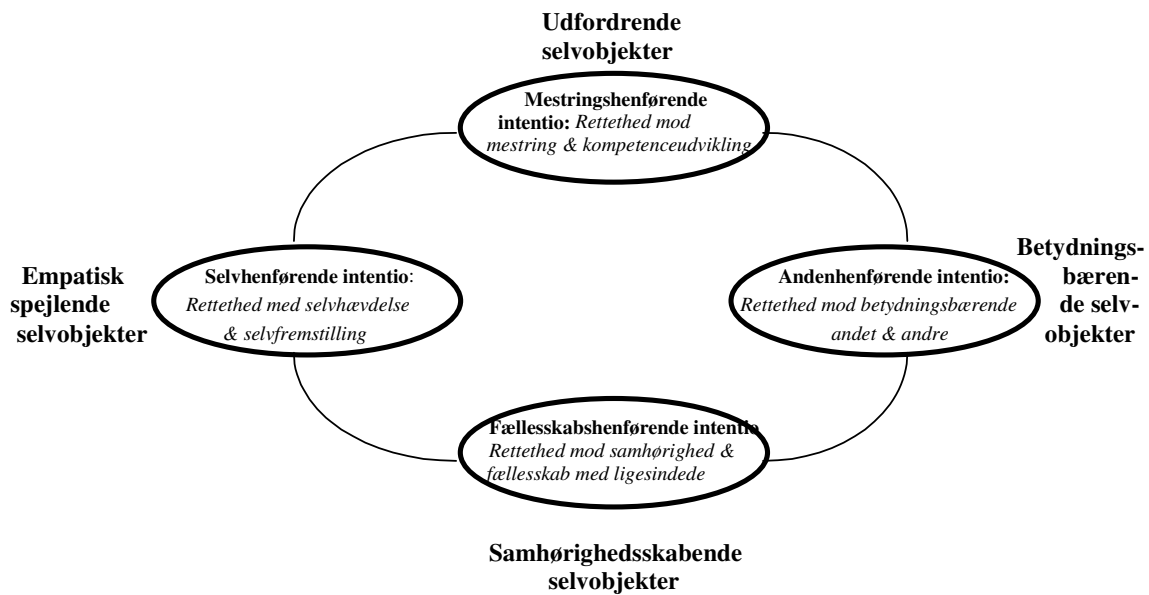 Udfordrende
selvobjekter
Mestringshenførende
intentio: Rettethed mod
mestring & kompetenceudvikling
Empatisk
spejlende
selvobjekter
Selvhenførende intentio:
Rettethed med selvhævdelse
& selvfremstilling
Andenhenførende intentio:
Rettethed mod betydningsbærende
andet & andre
Betydnings-
bæren-
de selv-
objekter
Fællesskabshenførende intentio
Rettethed mod samhørighed &
fællesskab med ligesindede
Samhørighedsskabende
selvobjekter